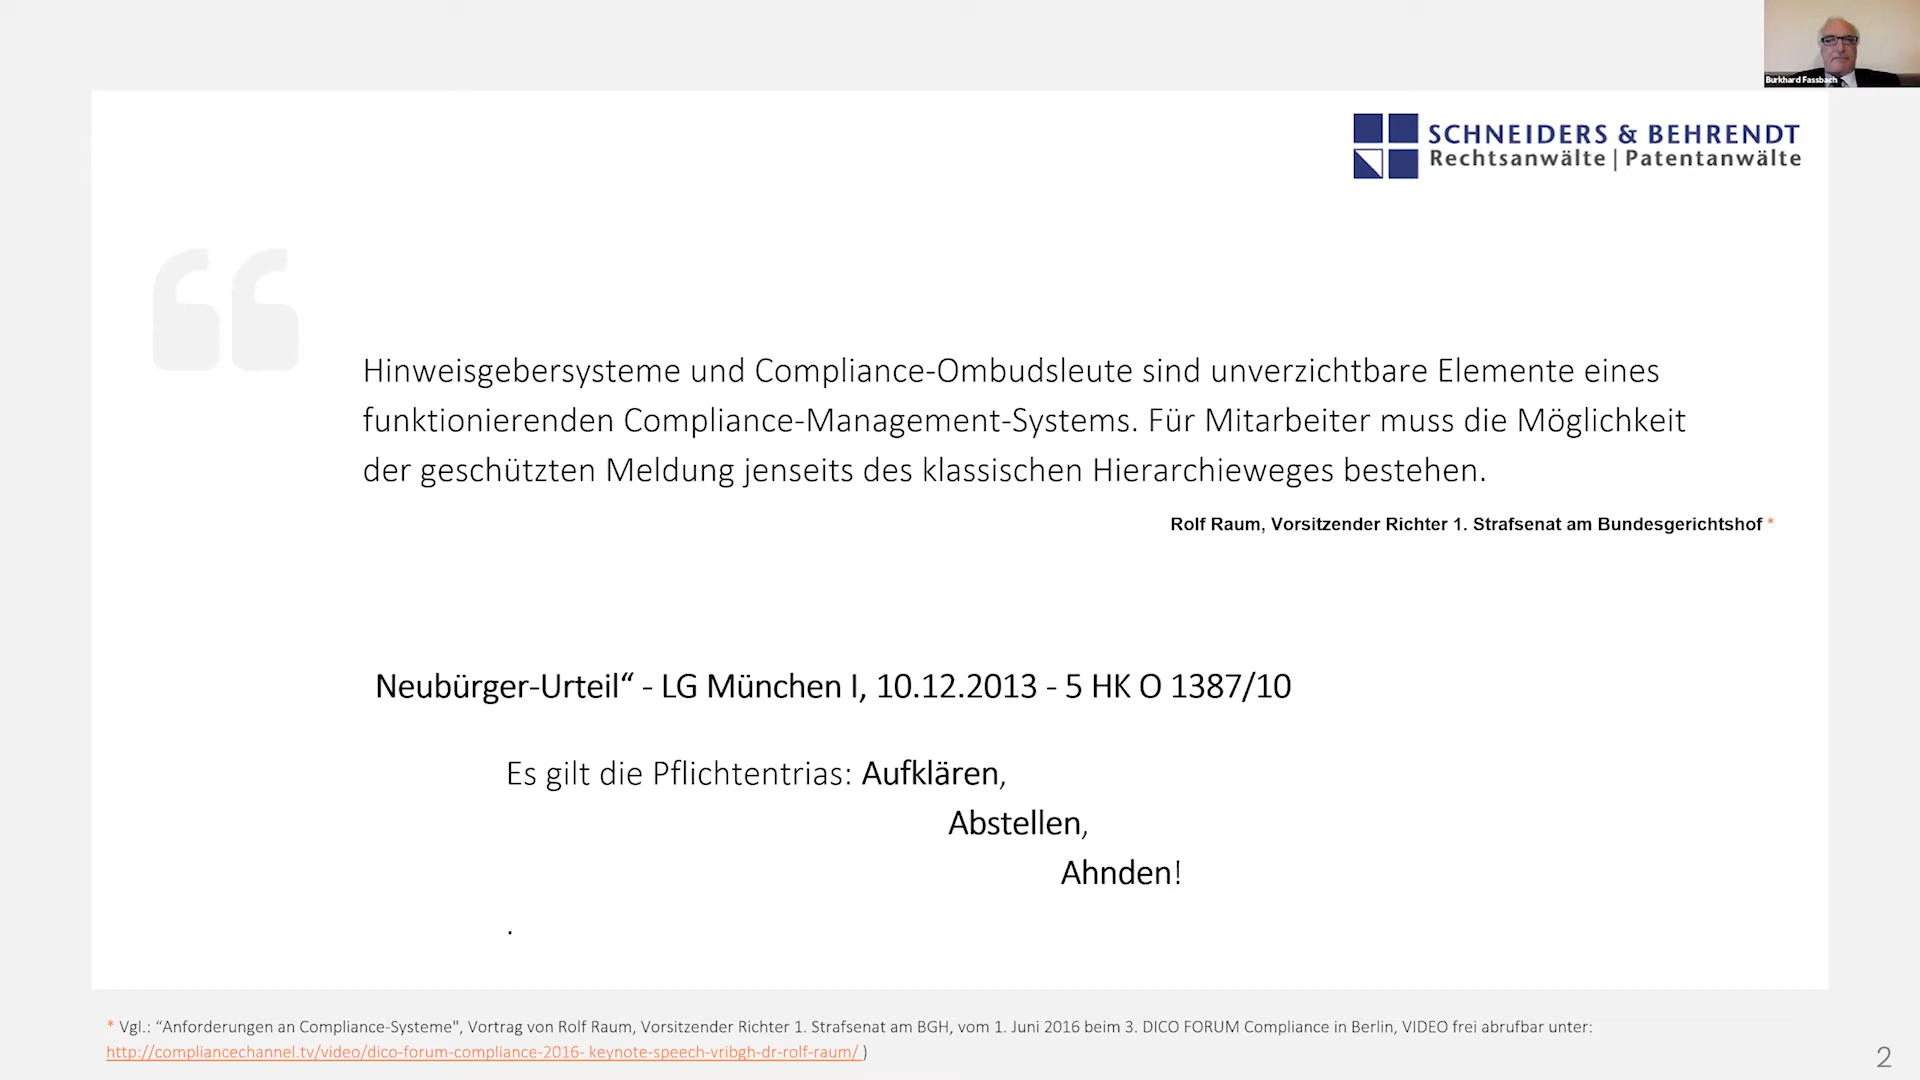 Burkhard Fassbach
SCHNEIDERS & BEHRENDT
Rechtsanwälte | Patentanwälte
Hinweisgebersysteme und Compliance-Ombudsleute sind unverzichtbare Elemente eines
funktionierenden Compliance-Management-Systems. Für Mitarbeiter muss die Möglichkeit
der geschützten Meldung jenseits des klassischen Hierarchieweges bestehen.
Rolf Raum, Vorsitzender Richter 1. Strafsenat am Bundesgerichtshof *
Neubürger-Urteil“ - LG München I, 10.12.2013 - 5 HK O 1387/10
Es gilt die Pflichtentrias: Aufklären,
Abstellen,
Ahnden!
.
* Vgl.: “Anforderungen an Compliance-Systeme", Vortrag von Rolf Raum, Vorsitzender Richter 1. Strafsenat am BGH, vom 1. Juni 2016 beim 3. DICO FORUM Compliance in Berlin, VIDEO frei abrufbar unter:
http://compliancechannel.tv/video/dico-forum-compliance-2016- keynote-speech-vribgh-dr-rolf-raum/ )
2